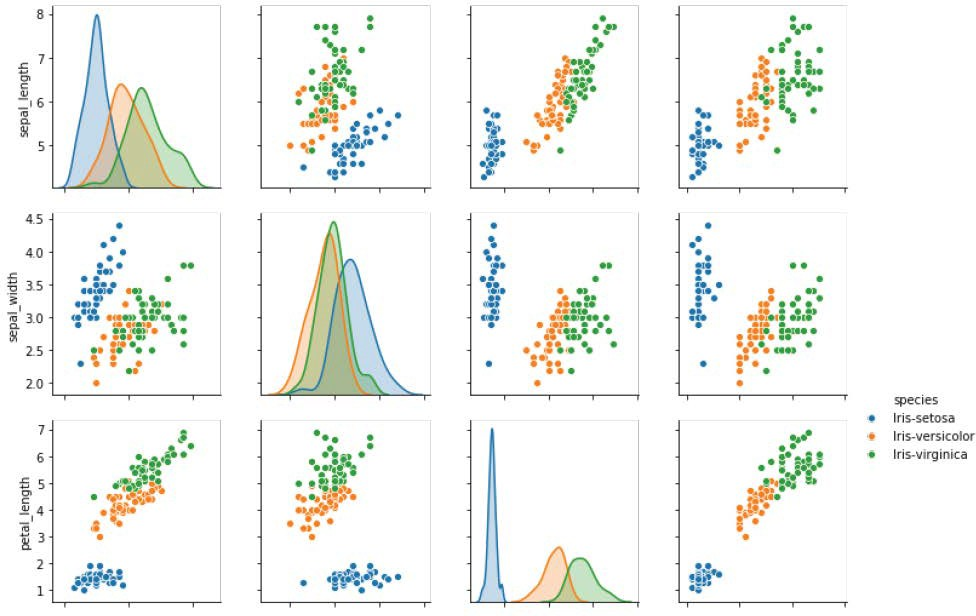 8
7
6
5
sepal_length
4.5
4.0
3.5
3.0
2.5
2.0
sepal_width
7
6
5
4
3
2
1
petal_length
species
Iris-setosa
Iris-versicolor
Iris-virginica